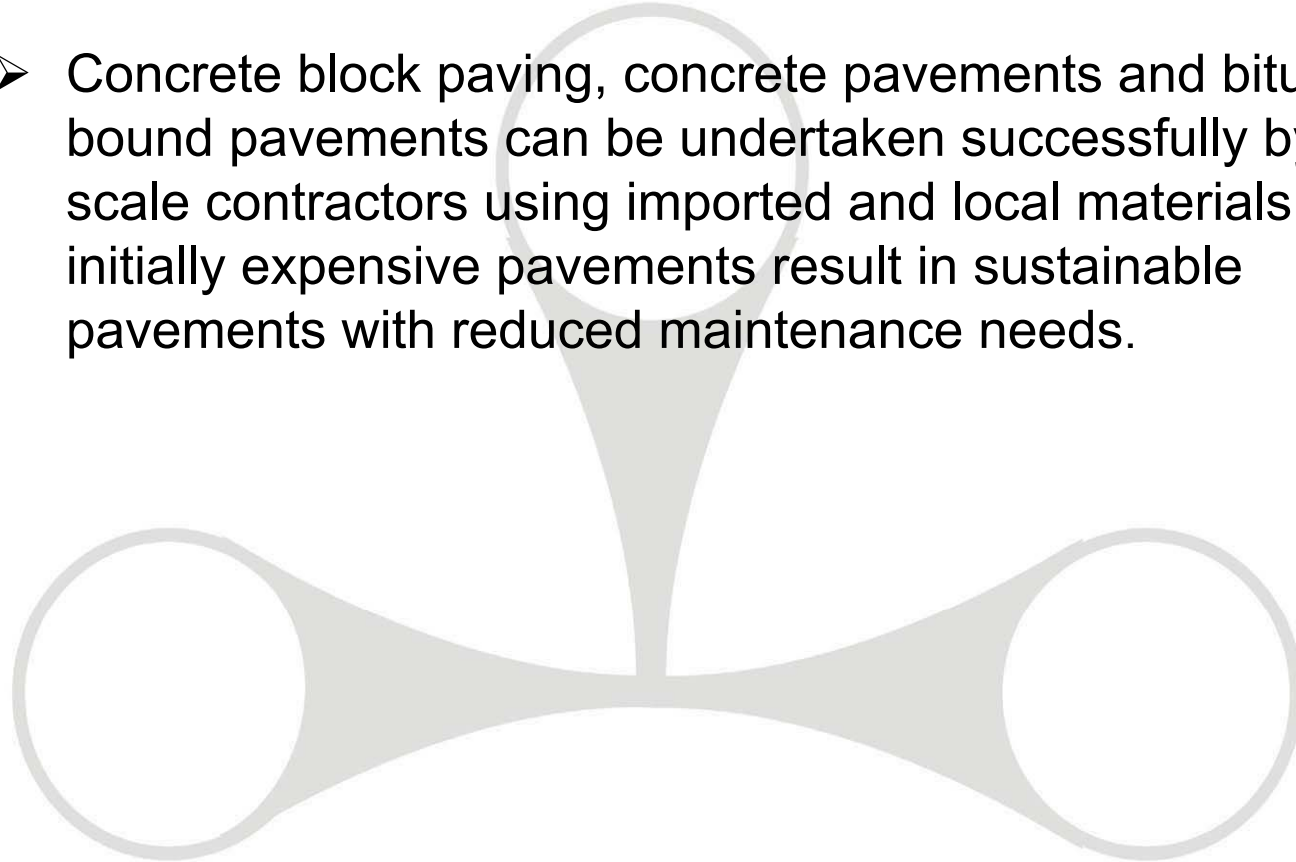 ➢ Concrete block paving, concrete pavements and bitu
bound pavements can be undertaken successfully by
scale contractors using imported and local materials
initially expensive pavements result in sustainable
pavements with reduced maintenance needs.